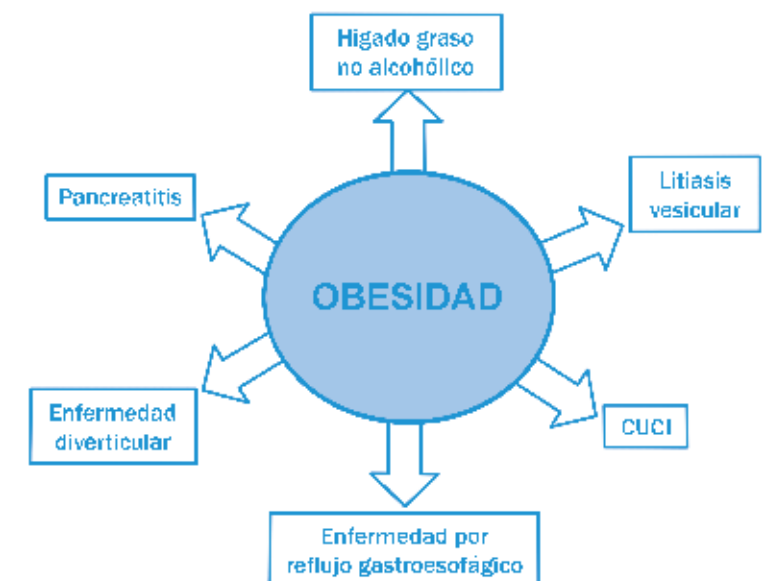 Higado graso
no alcohólico
Pancreatitis
Litiasis
vesicular
OBESIDAD
Enfermedad
diverticular
CUCI
Enfermedad por
reflujo gastroesofágico